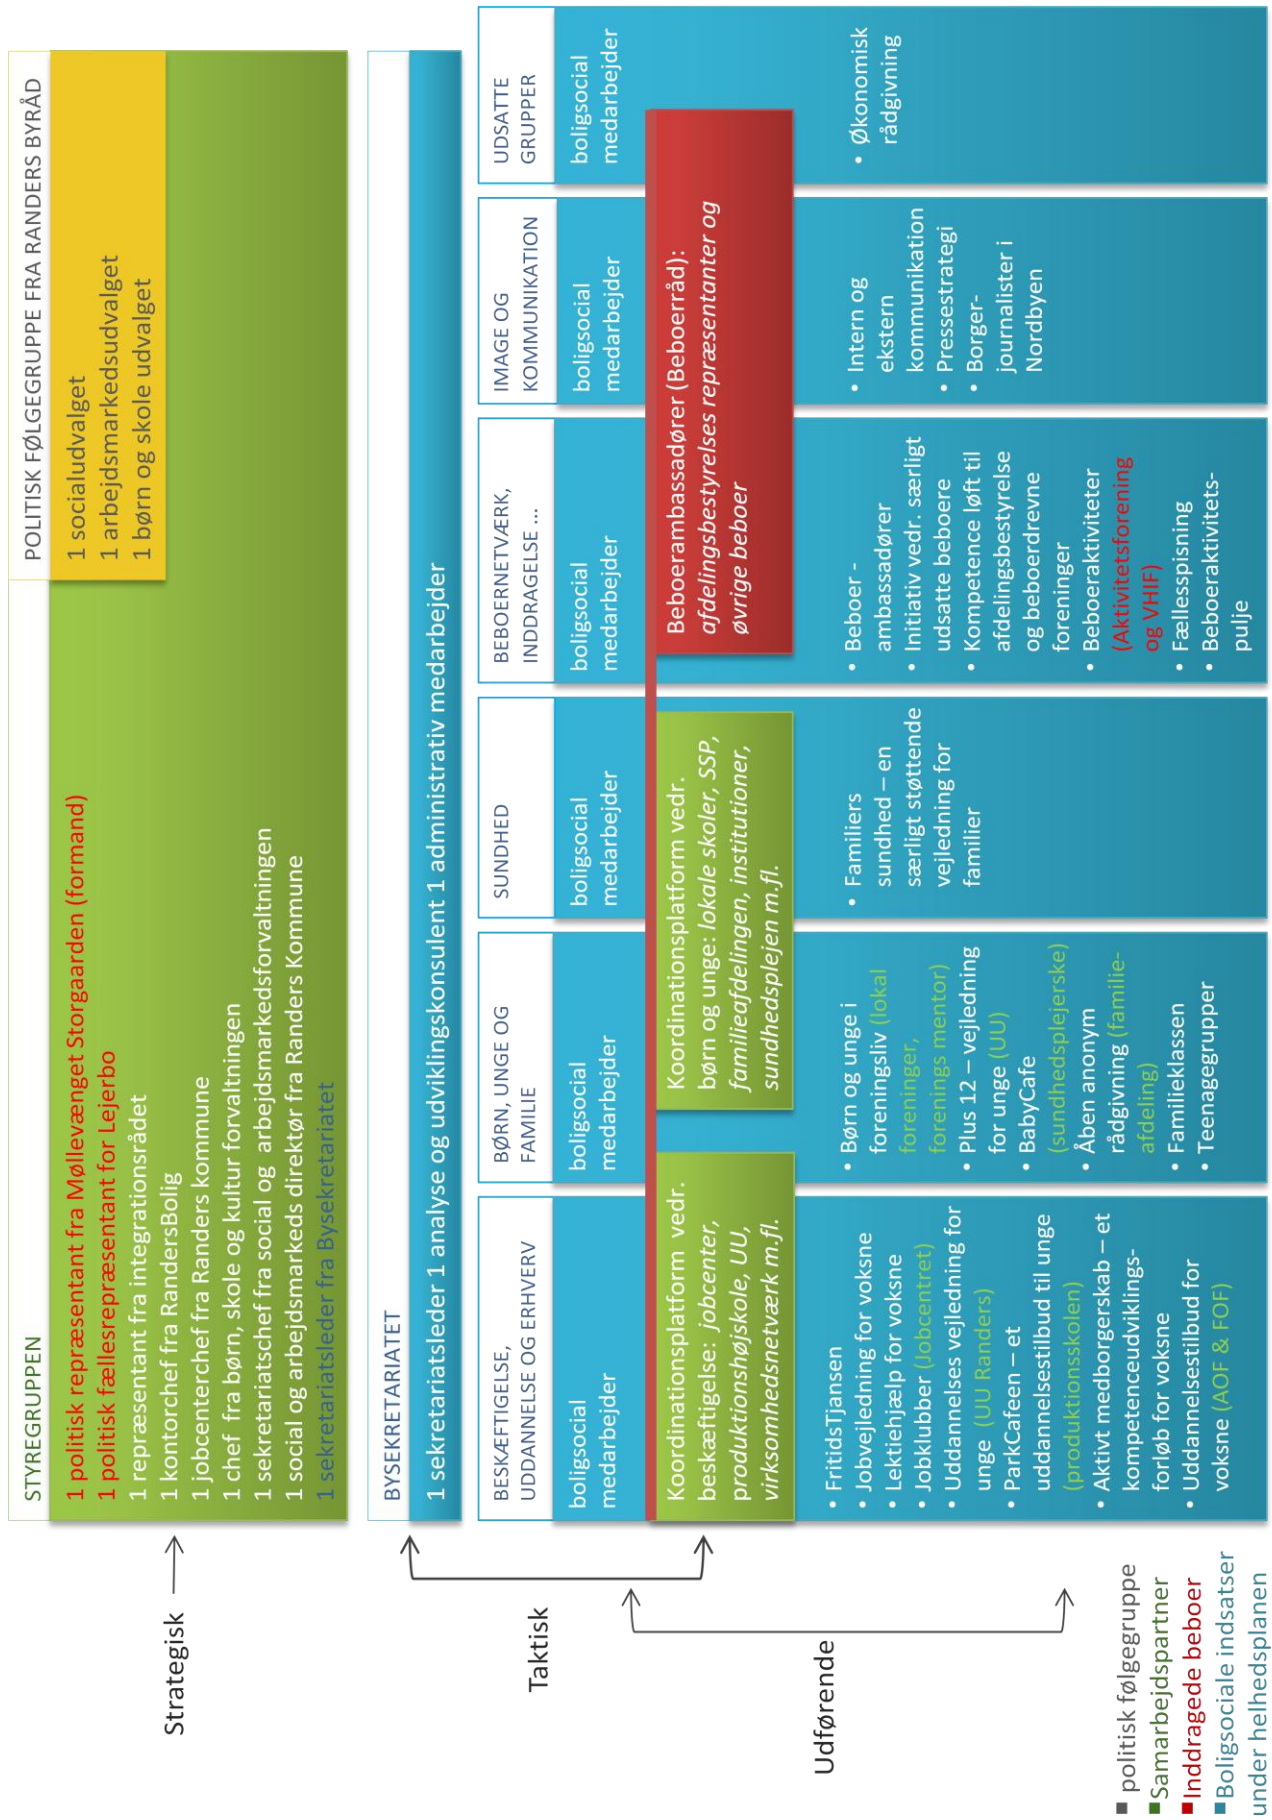 STYREGRUPPEN
1 politisk repræsentant fra Møllevænget Storgaarden (formand)
1 politisk fællesrepræsentant for Lejerbo
1 repræsentant fra integrationsrådet
1 kontorchef fra RandersBolig
1 jobcenterchef fra Randers kommune
1 chef fra børn, skole og kultur forvaltningen
1 sekretariatschef fra social og arbejdsmarkedsforvaltningen
1 social og arbejdsmarkeds direktør fra Randers Kommune
1 sekretariatsleder fra Bysekretariatet
POLITISK FØLGEGRUPPE FRA RANDERS BYRÅD
1 socialudvalget
1 arbejdsmarkedsudvalget
1 børn og skole udvalget
Strategisk
BYSEKRETARIATET
1 sekretariatsleder 1 analyse og udviklingskonsulent 1 administrativ medarbejder
Taktisk
BESKÆFTIGELSE,
UDDANNELSE OG ERHVERV
boligsocial
medarbejder
BØRN, UNGE OG
FAMILIE
boligsocial
medarbejder
SUNDHED
boligsocial
medarbejder
BEBOERNETVÆRK,
INDDRAGELSE ...
boligsocial
medarbejder
IMAGE OG
KOMMUNIKATION
boligsocial
medarbejder
UDSATTE
GRUPPER
boligsocial
medarbejder
Koordinationsplatform vedr.
beskæftigelse: jobcenter,
produktionshøjskole, UU,
virksomhedsnetværk m.fl.
Koordinationsplatform vedr.
børn og unge: lokale skoler, SSP,
familieafdelingen, institutioner,
sundhedsplejen m.fl.
Beboerambassadører (Beboerråd):
afdelingsbestyrelses repræsentanter og
øvrige beboer
Udførende
• FritidsTjansen
• Jobvejledning for voksne
• Lektiehjælp for voksne
• Jobklubber (Jobcentret)
• Uddannelses vejledning for
unge (UU Randers)
• ParkCafeen – et
uddannelsestilbud til unge
(produktionsskolen)
• Aktivt medborgerskab – et
kompetenceudviklings-
forløb for voksne
• Uddannelsestilbud for
voksne (AOF & FOF)
• Børn og unge i
foreningsliv (lokal
foreninger,
forenings mentor)
• Plus 12 – vejledning
for unge (UU)
• BabyCafe
(sundhedsplejerske)
• Åben anonym
rådgivning (familie-
afdeling)
• Familieklassen
• Teenagegrupper
• Familiers
sundhed – en
særligt støttende
vejledning for
familier
• Beboer -
ambassadører
• Initiativ vedr. særligt
udsatte beboere
• Kompetence løft til
afdelingsbestyrelse
og beboerdrevne
foreninger
• Beboeraktiviteter
(Aktivitetsforening
og VHIF)
• Fællesspisning
• Beboeraktivitets-
pulje
• Intern og
ekstern
kommunikation
• Pressestrategi
• Borger-
journalister i
Nordbyen
• Økonomisk
rådgivning
politisk følgegruppe
Samarbejdspartner
Inddragede beboer
Boligsociale indsatser
under helhedsplanen